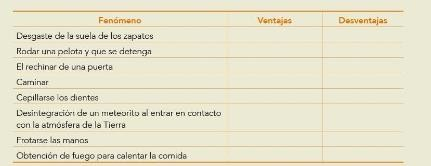 Fenómeno Ventajas Desventajas
Desgaste de la suela de los zapatos
Rodar una pelota y que se detenga
El rechinar de una puerta
Caminar
Cepillarse los dientes
Desintegración de un meteorito al entrar en contacto
con la atmósfera de la Tierra
Frotarse las manos
Obtención de fuego para calentar la comida